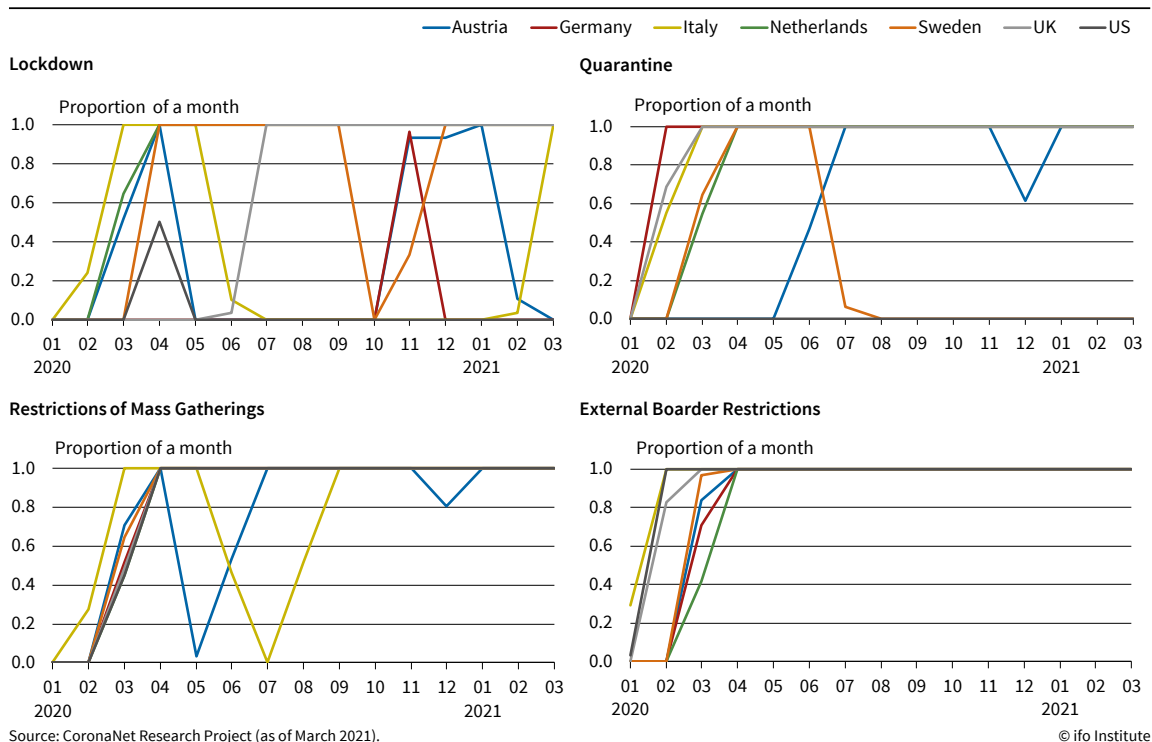 Austria Germany Italy Netherlands Sweden UK US
Lockdown
Proportion of a month
1.0
0.8
0.6
0.4
0.2
0.0
01 02 03 04 05 06 07 08 09 10 11 12 01 02 03
2020 2021
Quarantine
Proportion of a month
1.0
0.8
0.6
0.4
0.2
0.0
01 02 03 04 05 06 07 08 09 10 11 12 01 02 03
2020 2021
Restrictions of Mass Gatherings
Proportion of a month
1.0
0.8
0.6
0.4
0.2
0.0
01 02 03 04 05 06 07 08 09 10 11 12 01 02 03
2020 2021
External Boarder Restrictions
Proportion of a month
1.0
0.8
0.6
0.4
0.2
0.0
01 02 03 04 05 06 07 08 09 10 11 12 01 02 03
2020 2021
Source: CoronaNet Research Project (as of March 2021).
© ifo Institute